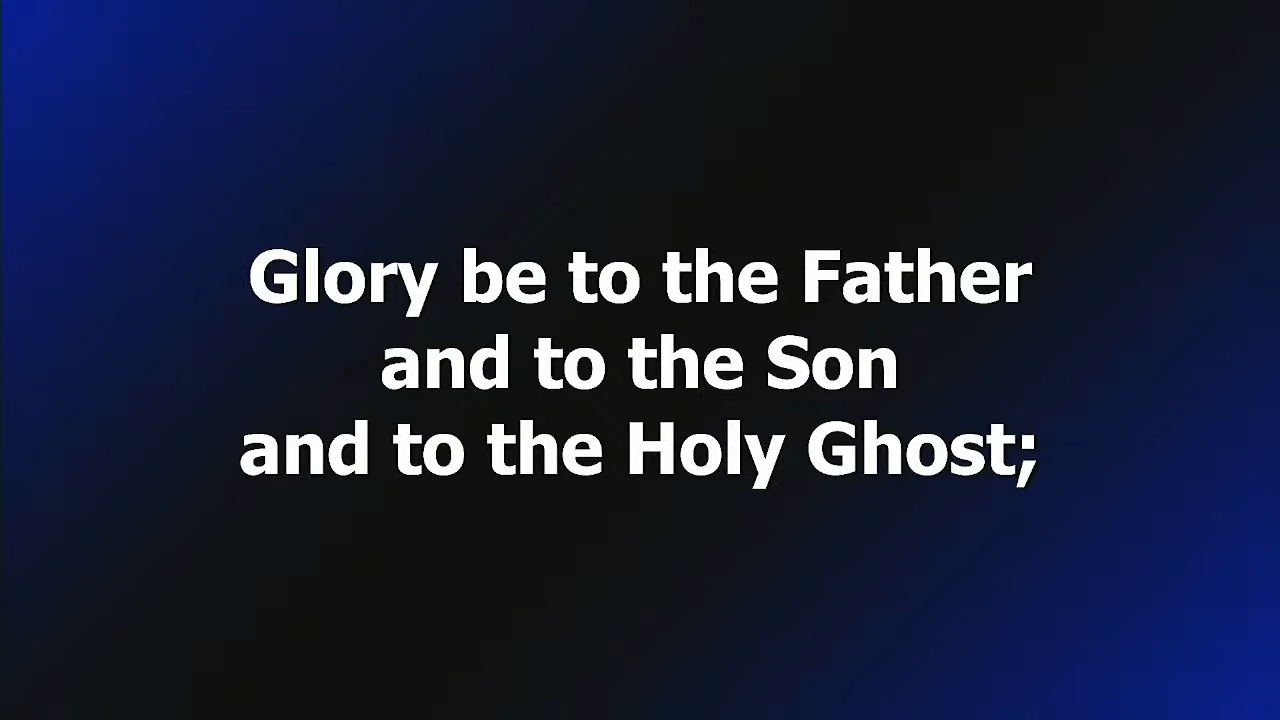 Glory be to the Father
and to the Son
and to the Holy Ghost;